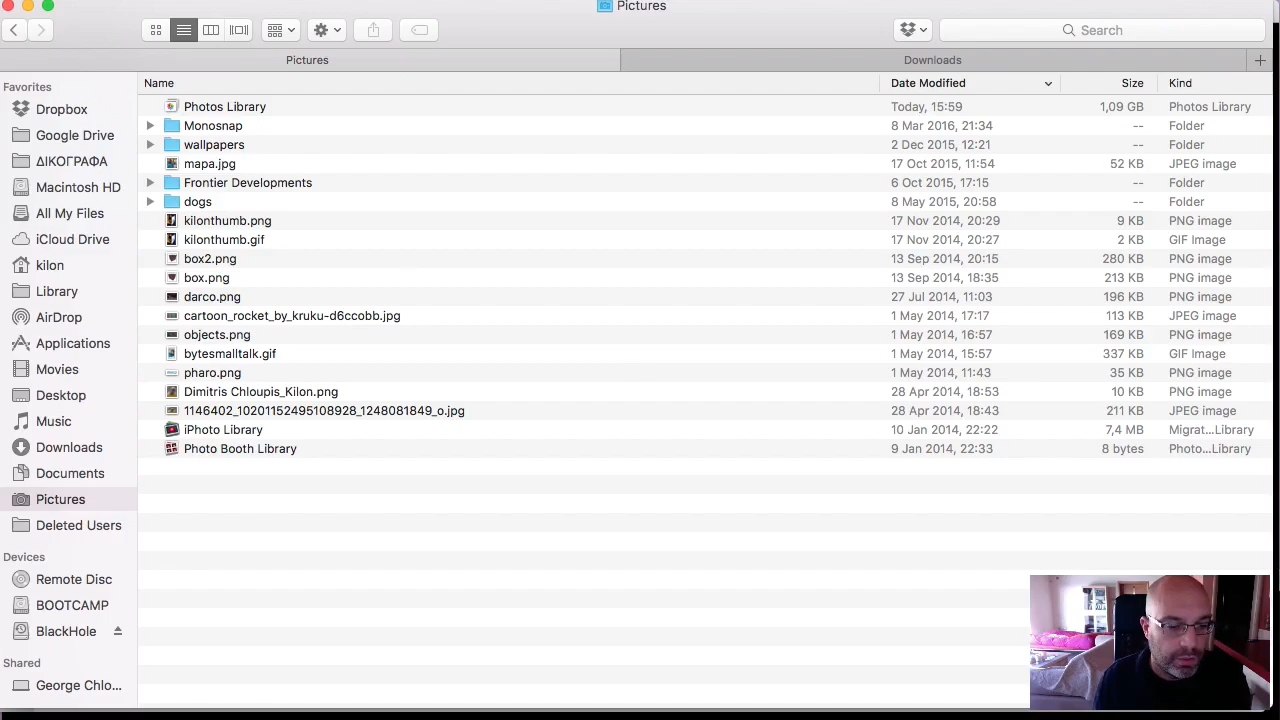 Pictures
Search
Pictures
Downloads
Favorites
Dropbox
Google Drive
ΔΙΚΟΓΡΑΦΑ
Macintosh HD
All My Files
iCloud Drive
kilon
Library
AirDrop
Applications
Movies
Desktop
Music
Downloads
Documents
Pictures
Deleted Users
Devices
Remote Disc
BOOTCAMP
BlackHole
Shared
George Chlo...
Name Date Modified Size Kind
Photos Library Today, 15:59 1,09 GB Photos Library
Monosnap 8 Mar 2016, 21:34 -- Folder
wallpapers 2 Dec 2015, 12:21 -- Folder
mapa.jpg 17 Oct 2015, 11:54 52 KB JPEG image
Frontier Developments 6 Oct 2015, 17:15 -- Folder
dogs 8 May 2015, 20:58 -- Folder
kilonthumb.png 17 Nov 2014, 20:29 9 KB PNG image
kilonthumb.gif 17 Nov 2014, 20:27 2 KB GIF Image
box2.png 13 Sep 2014, 20:15 280 KB PNG image
box.png 13 Sep 2014, 18:35 213 KB PNG image
darco.png 27 Jul 2014, 11:03 196 KB PNG image
cartoon_rocket_by_kruku-d6ccobb.jpg 1 May 2014, 17:17 113 KB JPEG image
objects.png 1 May 2014, 16:57 169 KB PNG image
bytesmalltalk.gif 1 May 2014, 15:57 337 KB GIF Image
pharo.png 1 May 2014, 11:43 35 KB PNG image
Dimitris Chloupis_Kilon.png 28 Apr 2014, 18:53 10 KB PNG image
1146402_10201152495108928_1248081849_o.jpg 28 Apr 2014, 18:43 211 KB JPEG image
iPhoto Library 10 Jan 2014, 22:22 7,4 MB Migrat...Library
Photo Booth Library 9 Jan 2014, 22:33 8 bytes Photo...Library